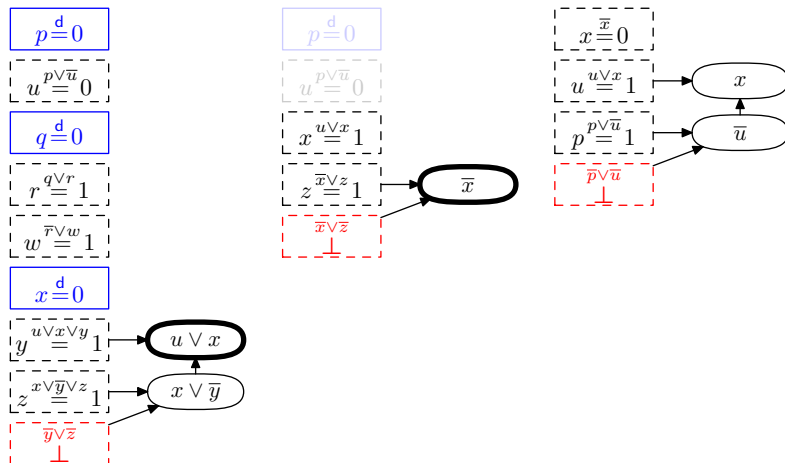 p =ᵈ 0
u =^{p∨u̅} 0
q =ᵈ 0
r =^{q∨r} 1
w =^{r̅∨w} 1
x =ᵈ 0
y =^{u∨x∨y} 1
u ∨ x
z =^{x∨y̅∨z} 1
x ∨ y̅
y̅∨z̅
⊥
p =ᵈ 0
u =^{p∨u̅} 0
x =^{u∨x} 1
z =^{x̅∨z} 1
x̅
x̅∨z̅
⊥
x =^{x̅} 0
u =^{u∨x} 1
x
p =^{p∨u̅} 1
u̅
p̅∨u̅
⊥